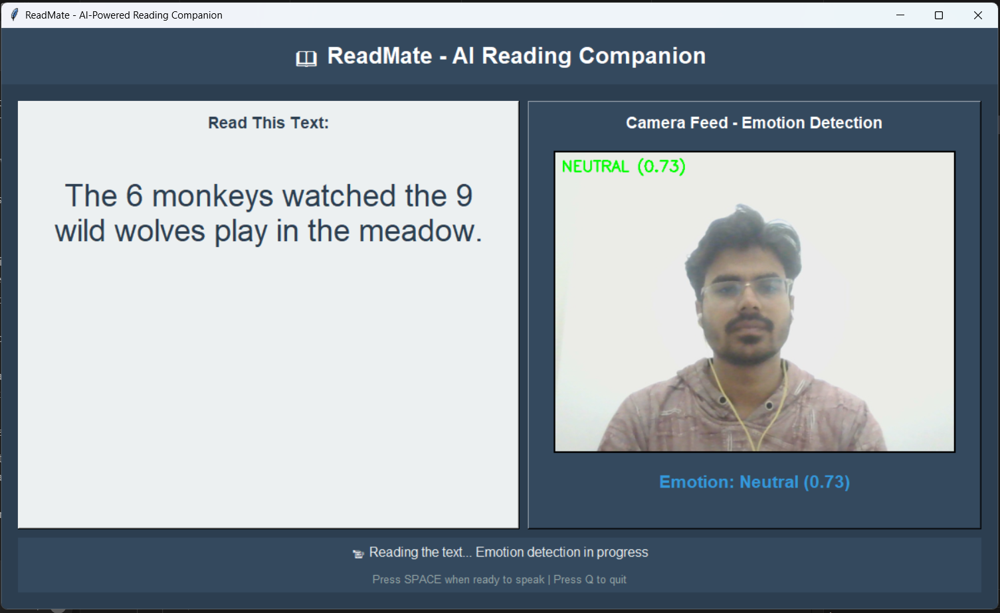 ReadMate - AI-Powered Reading Companion
ReadMate - AI Reading Companion
Read This Text:
The 6 monkeys watched the 9
wild wolves play in the meadow.
Camera Feed - Emotion Detection
NEUTRAL (0.73)
Emotion: Neutral (0.73)
Reading the text... Emotion detection in progress
Press SPACE when ready to speak | Press Q to quit